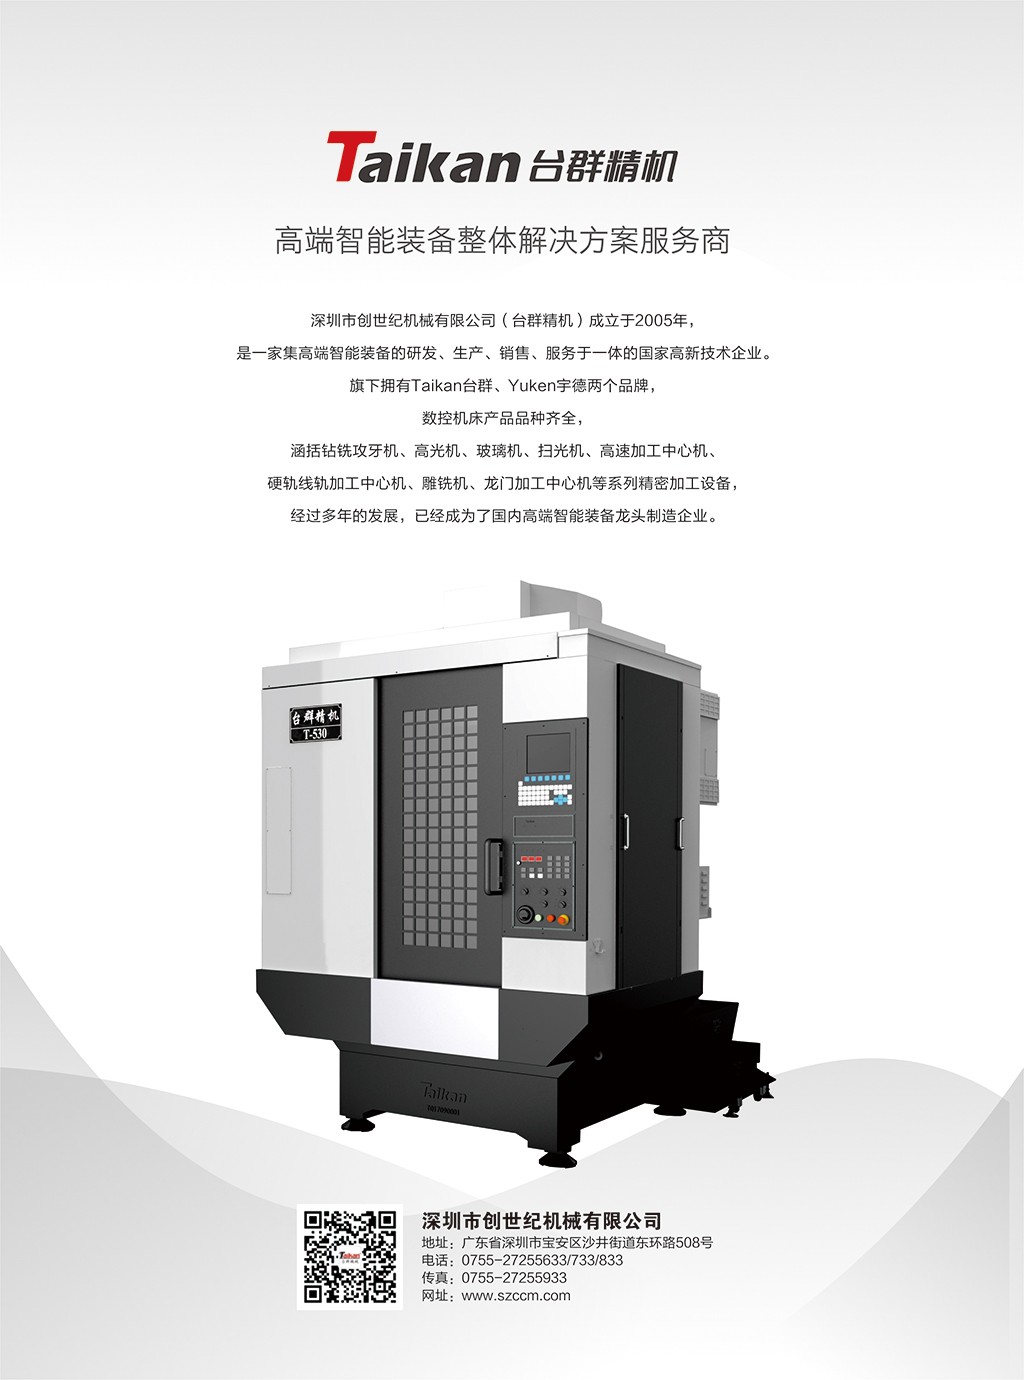 Taikan 台群精机
高端智能装备整体解决方案服务商
深圳市创世纪机械有限公司（台群精机）成立于2005年，
是一家集高端智能装备的研发、生产、销售、服务于一体的国家高新技术企业。
旗下拥有Taikan台群、Yuken宇德两个品牌，
数控机床产品品种齐全，
涵括钻铣攻牙机、高光机、玻璃机、扫光机、高速加工中心机、
硬轨线轨加工中心机、雕铣机、龙门加工中心机等系列精密加工设备，
经过多年的发展，已经成为了国内高端智能装备龙头制造企业。
台群精机
T-530
Taikan
Taikan
台群精机
深圳市创世纪机械有限公司
地址：广东省深圳市宝安区沙井街道东环路508号
电话：0755-27255633/733/833
传真：0755-27255933
网址：www.szccm.com